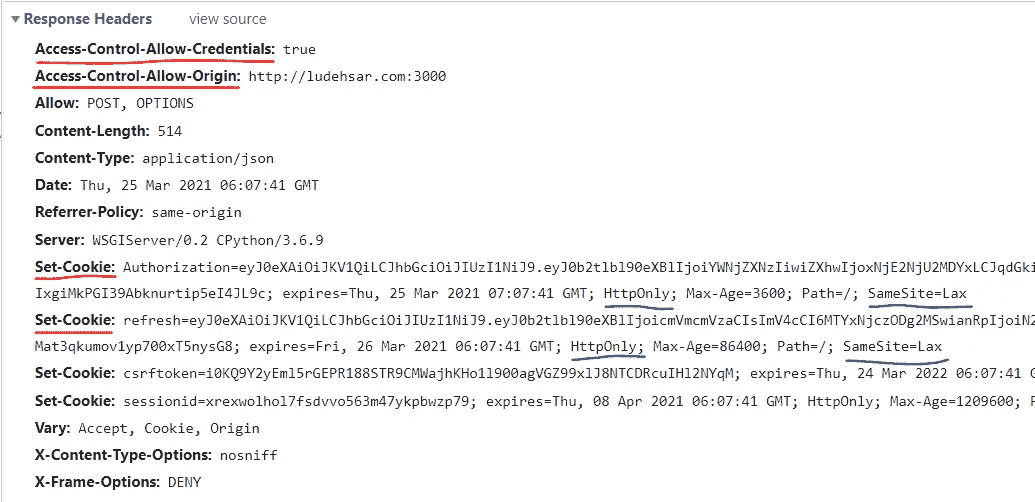 ▼ Response Headers view source
Access-Control-Allow-Credentials: true
Access-Control-Allow-Origin: http://ludehsar.com:3000
Allow: POST, OPTIONS
Content-Length: 514
Content-Type: application/json
Date: Thu, 25 Mar 2021 06:07:41 GMT
Referrer-Policy: same-origin
Server: WSGIServer/0.2 CPython/3.6.9
Set-Cookie: Authorization=eyJ0eXAiOiJKV1QiLCJhbGciOiJIUzI1NiJ9.eyJ0b2tlbl90eXBlIjoiYWNjZXNzIiwiZXhwIjoxNjE2NjU2MDYxLCJqdGki
IxgiMkPGI39Abknurtip5eI4JL9c; expires=Thu, 25 Mar 2021 07:07:41 GMT; HttpOnly; Max-Age=3600; Path=/; SameSite=Lax
Set-Cookie: refresh=eyJ0eXAiOiJKV1QiLCJhbGciOiJIUzI1NiJ9.eyJ0b2tlbl90eXBlIjoicmVmcmVzaCIsImV4cCI6MTYxNjczODg2MSwianRpIjoiN2
Mat3qkumov1yp700xT5nysG8; expires=Fri, 26 Mar 2021 06:07:41 GMT; HttpOnly; Max-Age=86400; Path=/; SameSite=Lax
Set-Cookie: csrftoken=i0KQ9Y2yEml5rGEPR188STR9CMWajhKHo1l900agVGZ99xlJ8NTCDRcuIHl2NYqM; expires=Thu, 24 Mar 2022 06:07:41 G
Set-Cookie: sessionid=xrexwolhol7fsdvvo563m47ykpbwzp79; expires=Thu, 08 Apr 2021 06:07:41 GMT; HttpOnly; Max-Age=1209600; P
Vary: Accept, Cookie, Origin
X-Content-Type-Options: nosniff
X-Frame-Options: DENY